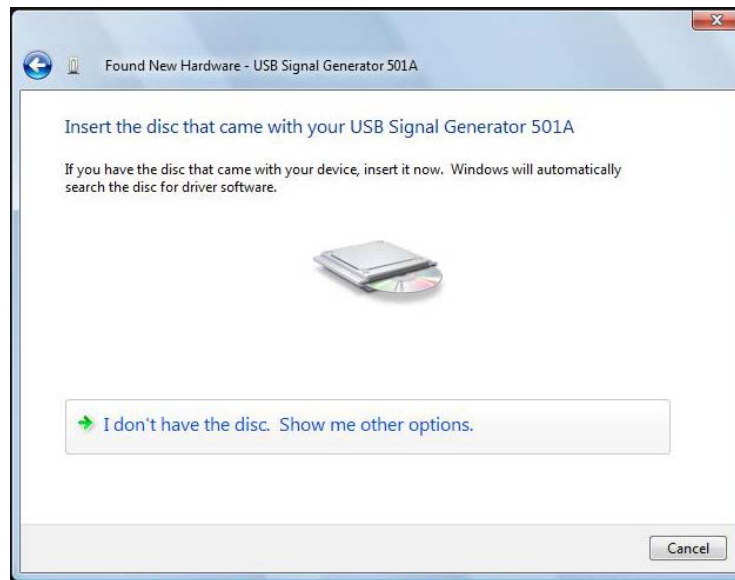 Found New Hardware - USB Signal Generator 501A
Insert the disc that came with your USB Signal Generator 501A
If you have the disc that came with your device, insert it now.  Windows will automatically
search the disc for driver software.
I don't have the disc.  Show me other options.
Cancel